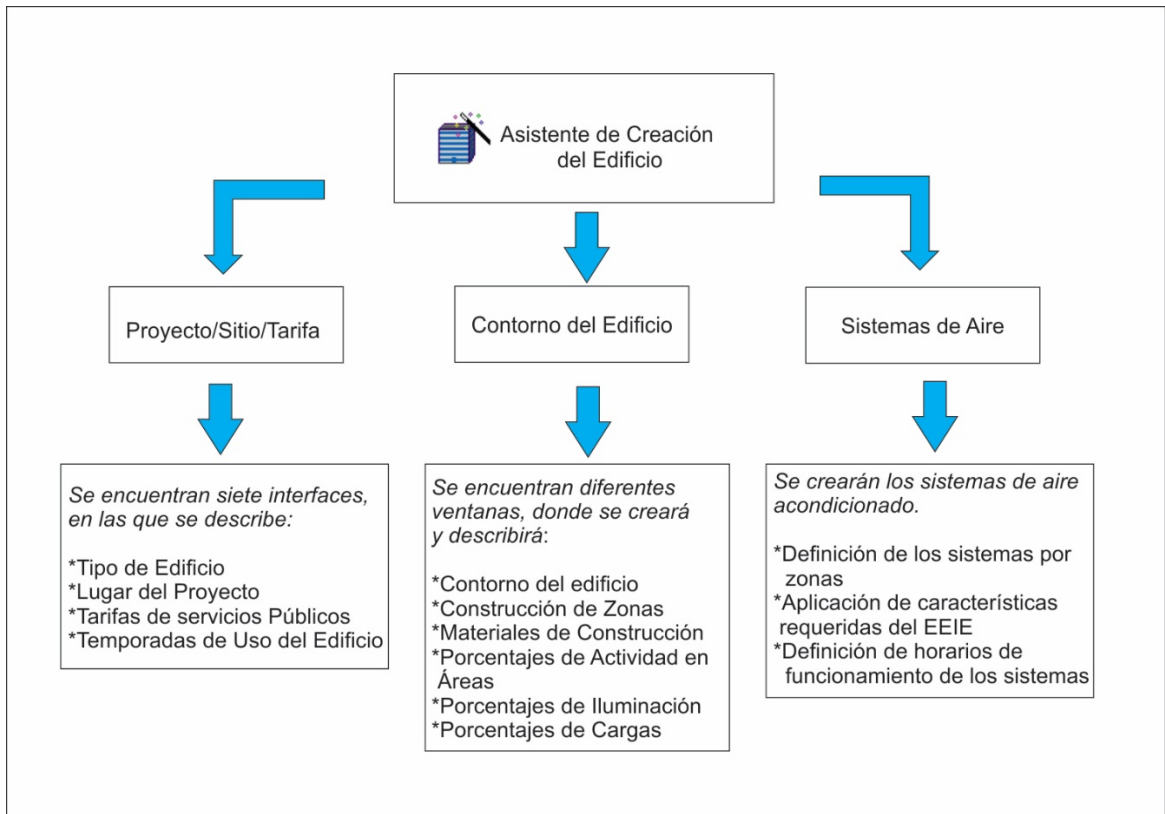 Asistente de Creación
del Edificio
Proyecto/Sitio/Tarifa
Contorno del Edificio
Sistemas de Aire
Se encuentran siete interfaces,
en las que se describe:
*Tipo de Edificio
*Lugar del Proyecto
*Tarifas de servicios Públicos
*Temporadas de Uso del Edificio
Se encuentran diferentes
ventanas, donde se creará
y describirá:
*Contorno del edificio
*Construcción de Zonas
*Materiales de Construcción
*Porcentajes de Actividad en
Áreas
*Porcentajes de Iluminación
*Porcentajes de Cargas
Se crearán los sistemas de aire
acondicionado.
*Definición de los sistemas por
zonas
*Aplicación de características
requeridas del EEIE
*Definición de horarios de
funcionamiento de los sistemas